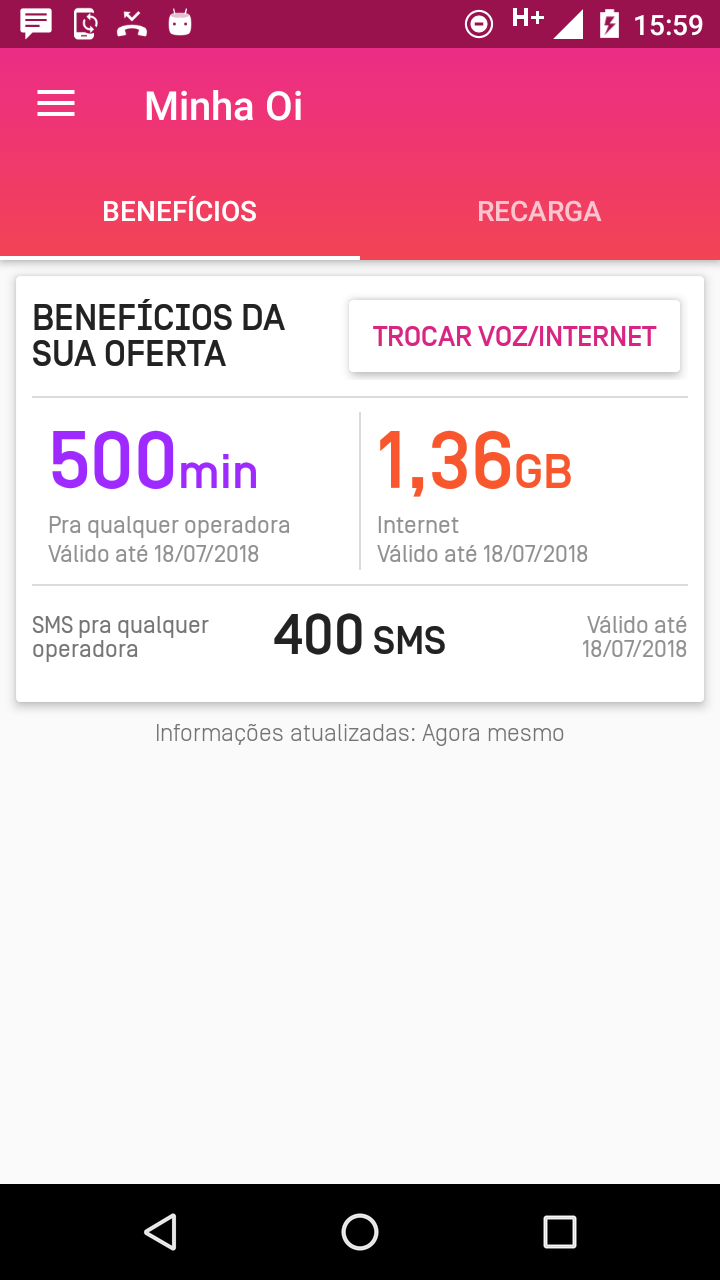 H+ 15:59
Minha Oi
BENEFÍCIOS RECARGA
BENEFÍCIOS DA
SUA OFERTA
TROCAR VOZ/INTERNET
500min
Pra qualquer operadora
Válido até 18/07/2018
1,36GB
Internet
Válido até 18/07/2018
SMS pra qualquer
operadora
400 SMS
Válido até
18/07/2018
Informações atualizadas: Agora mesmo